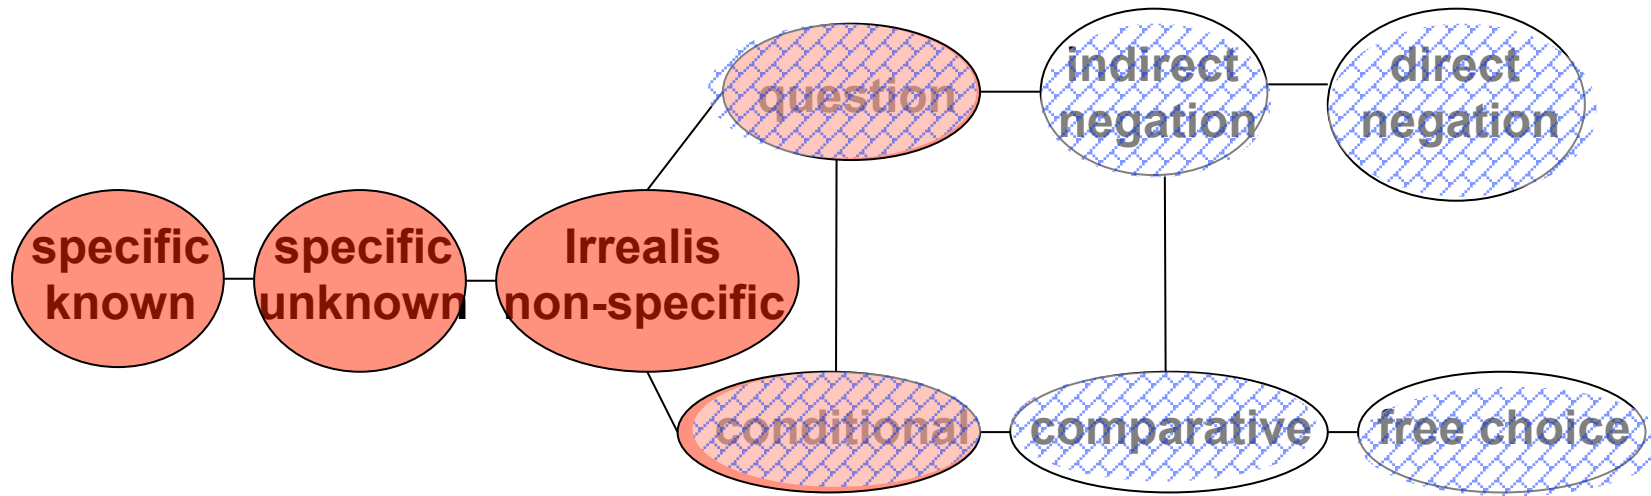 question
indirect
negation
direct
negation
specific
known
specific
unknown
Irrealis
non-specific
conditional
comparative
free choice